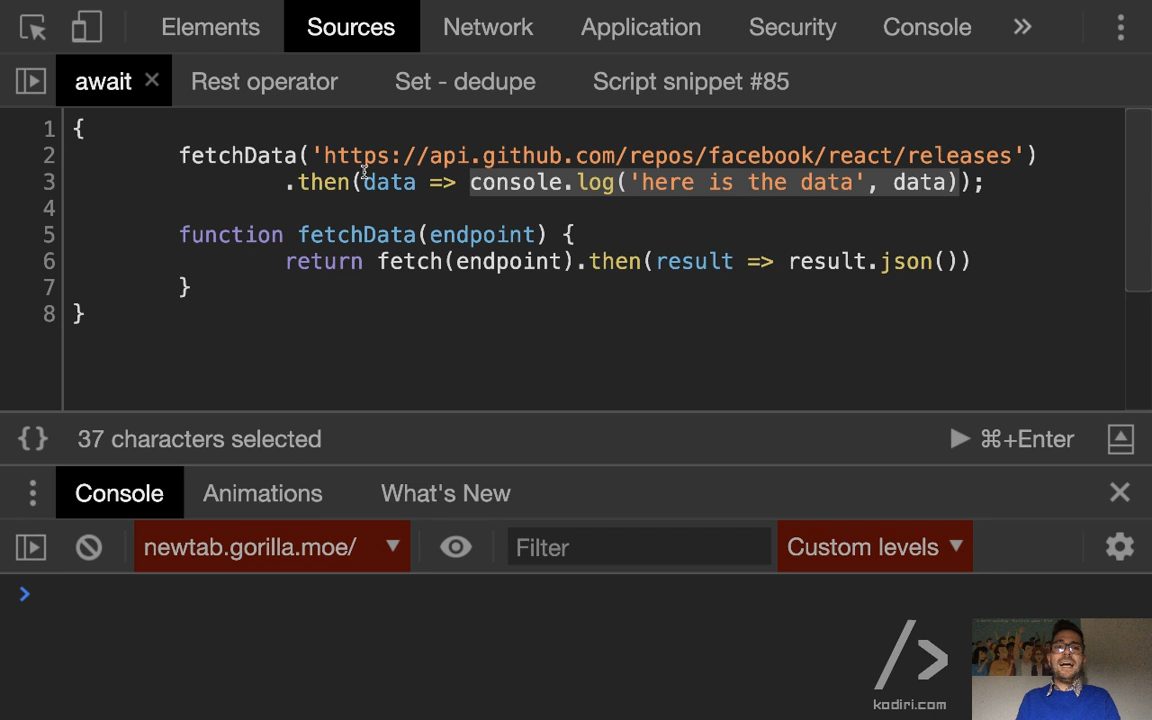 Elements Sources Network Application Security Console »
await × Rest operator Set - dedupe Script snippet #85
1 {
2 fetchData('https://api.github.com/repos/facebook/react/releases')
3 .then(data => console.log('here is the data', data));
4
5 function fetchData(endpoint) {
6 return fetch(endpoint).then(result => result.json())
7 }
8 }
{} 37 characters selected ⌘+Enter
Console Animations What's New
newtab.gorilla.moe/ ▼ Filter Custom levels ▼
>
/>
kodiri.com